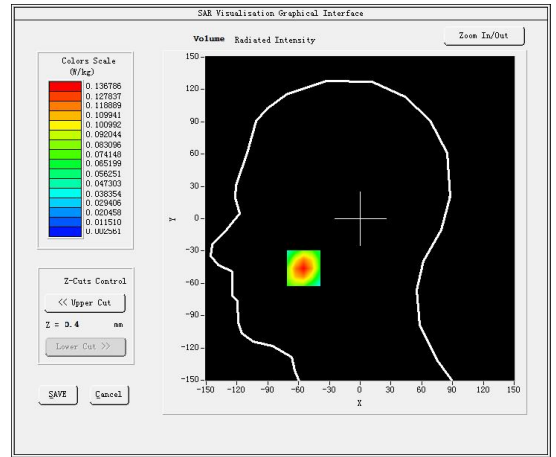 SAR Visualisation Graphical Interface
Volume Radiated Intensity
Zoom In/Out
Colors Scale
(W/kg)
0.136786
0.127837
0.118889
0.109941
0.100992
0.092044
0.083096
0.074148
0.065199
0.056251
0.047303
0.038354
0.029406
0.020458
0.011510
0.002561
Z-Cuts Control
<< Upper Cut
Z = 0.4 mm
Lower Cut >>
SAVE Cancel
150
120
90
60
30
0
-30
-60
-90
-120
-150
Y
-150 -120 -90 -60 -30 0 30 60 90 120 150
X